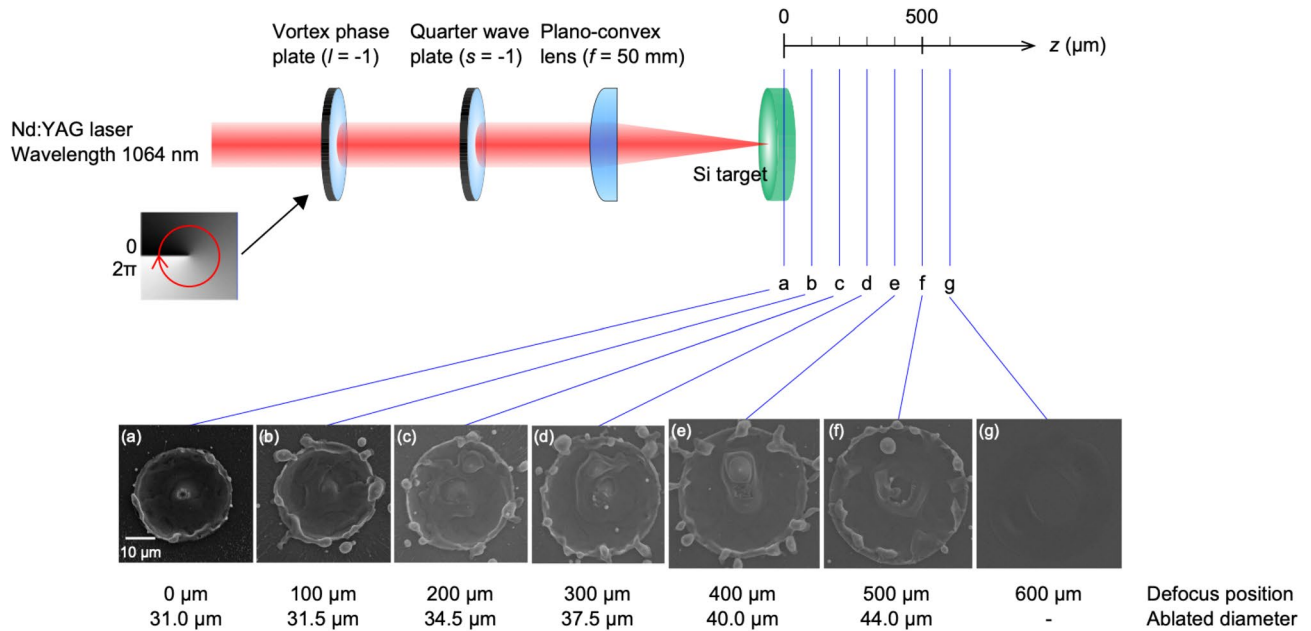 0
500
z (μm)
Vortex phase
plate (l = -1)
Quarter wave
plate (s = -1)
Plano-convex
lens (f = 50 mm)
Nd:YAG laser
Wavelength 1064 nm
Si target
0
2π
a b c d e f g
(a) (b) (c) (d) (e) (f) (g)
10 μm
0 μm 100 μm 200 μm 300 μm 400 μm 500 μm 600 μm Defocus position
31.0 μm 31.5 μm 34.5 μm 37.5 μm 40.0 μm 44.0 μm - Ablated diameter